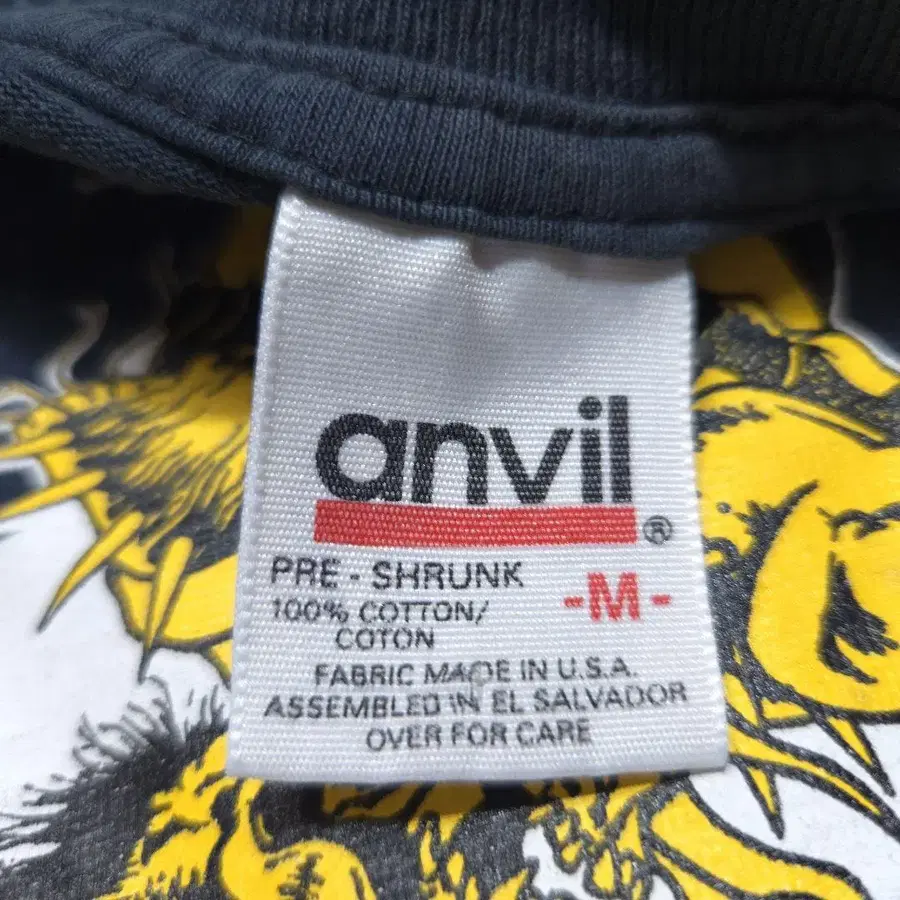 anvil®
PRE - SHRUNK
-M-
100% COTTON/
COTON
FABRIC MADE IN U.S.A.
ASSEMBLED IN EL SALVADOR
OVER FOR CARE